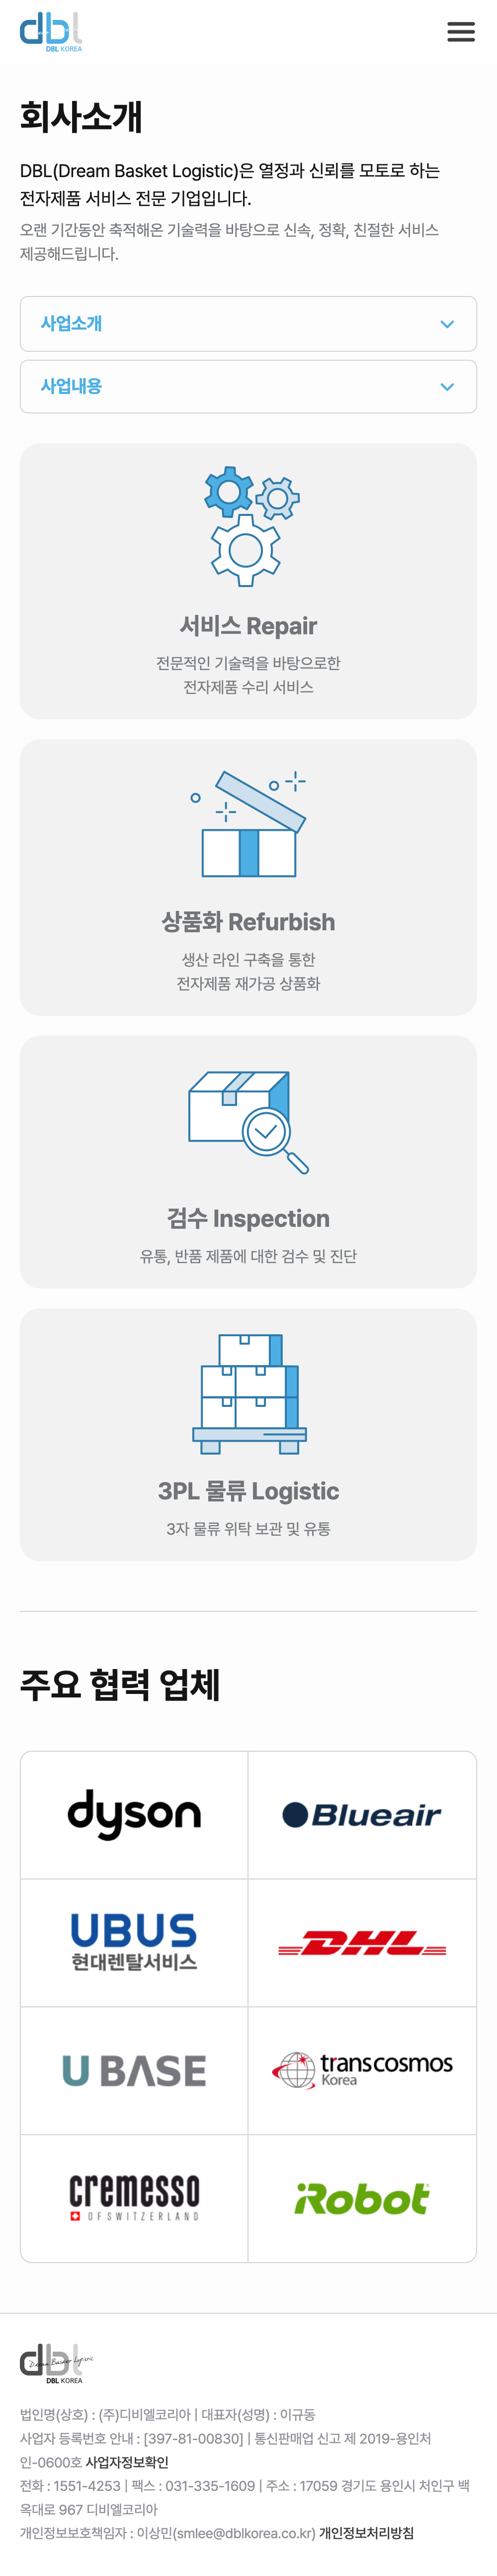 dbl
DBL KOREA
회사소개
DBL(Dream Basket Logistic)은 열정과 신뢰를 모토로 하는
전자제품 서비스 전문 기업입니다.
오랜 기간동안 축적해온 기술력을 바탕으로 신속, 정확, 친절한 서비스
제공해드립니다.
사업소개
사업내용
서비스 Repair
전문적인 기술력을 바탕으로한
전자제품 수리 서비스
상품화 Refurbish
생산 라인 구축을 통한
전자제품 재가공 상품화
검수 Inspection
유통, 반품 제품에 대한 검수 및 진단
3PL 물류 Logistic
3자 물류 위탁 보관 및 유통
주요 협력 업체
dyson
Blueair
UBUS
현대렌탈서비스
DHL
U BASE
transcosmos
Korea
cremesso
OF SWITZERLAND
iRobot
dbl
Dream Basket Logistic
DBL KOREA
법인명(상호) : (주)디비엘코리아 | 대표자(성명) : 이규동
사업자 등록번호 안내 : [397-81-00830] | 통신판매업 신고 제 2019-용인처
인-0600호 사업자정보확인
전화 : 1551-4253 | 팩스 : 031-335-1609 | 주소 : 17059 경기도 용인시 처인구 백
옥대로 967 디비엘코리아
개인정보보호책임자 : 이상민(smlee@dblkorea.co.kr) 개인정보처리방침